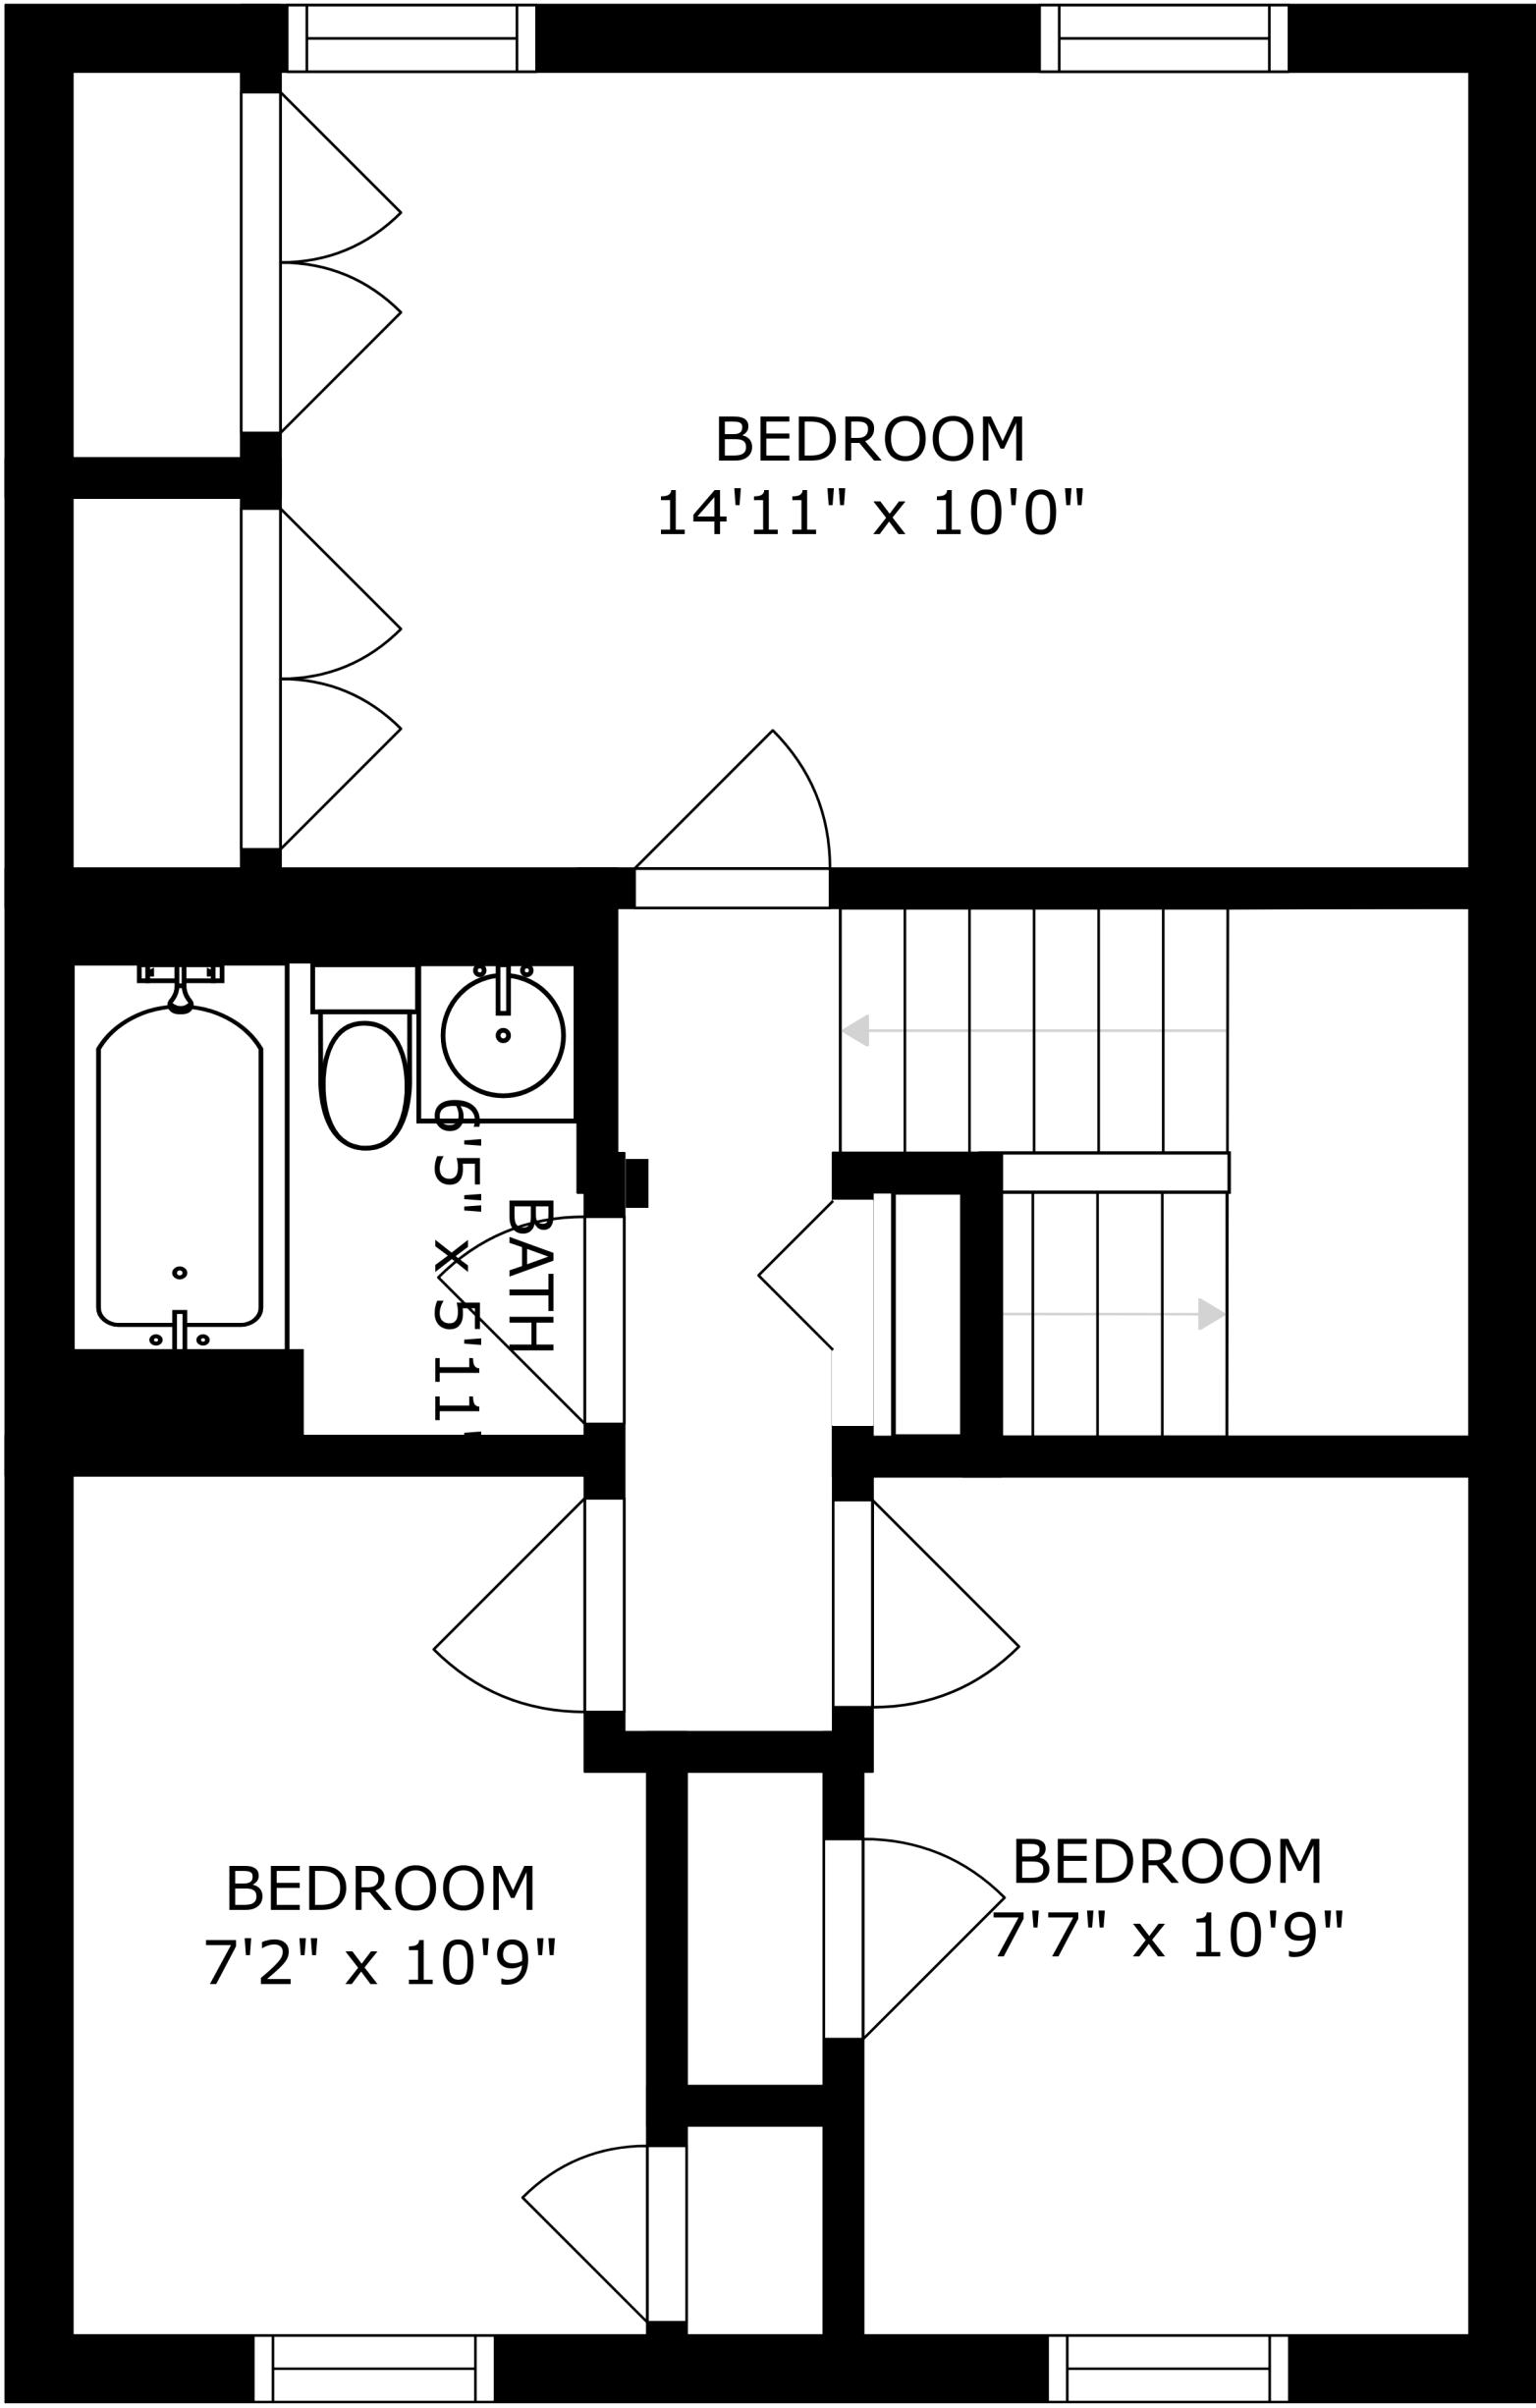 BEDROOM
14'11" x 10'0"
BATH
6'5" x 5'11"
BEDROOM
7'2" x 10'9"
BEDROOM
7'7" x 10'9"